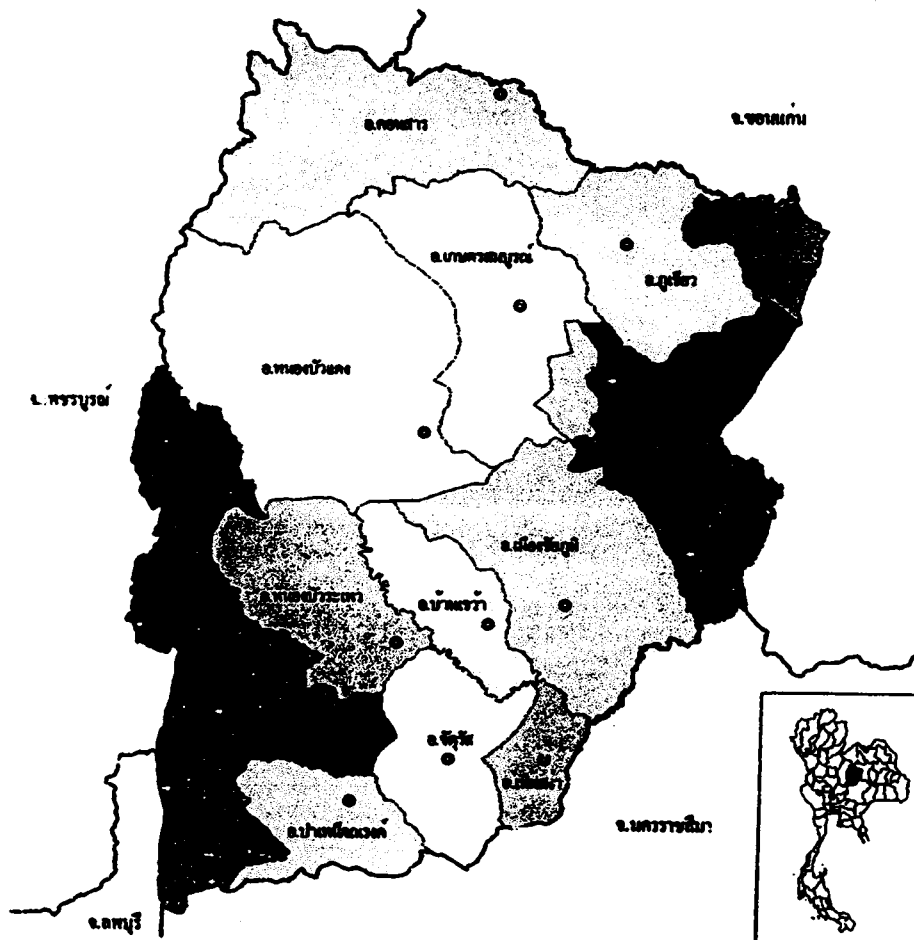 อ.คอนสาร
จ.ขอนแก่น
อ.เกษตรสมบูรณ์
อ.ภูเขียว
อ.หนองบัวแดง
จ.เพชรบูรณ์
อ.เมืองชัยภูมิ
อ.หนองบัวระเหว
อ.บ้านเขว้า
อ.จัตุรัส
อ.บำเหน็จณรงค์
จ.นครราชสีมา
จ.ลพบุรี